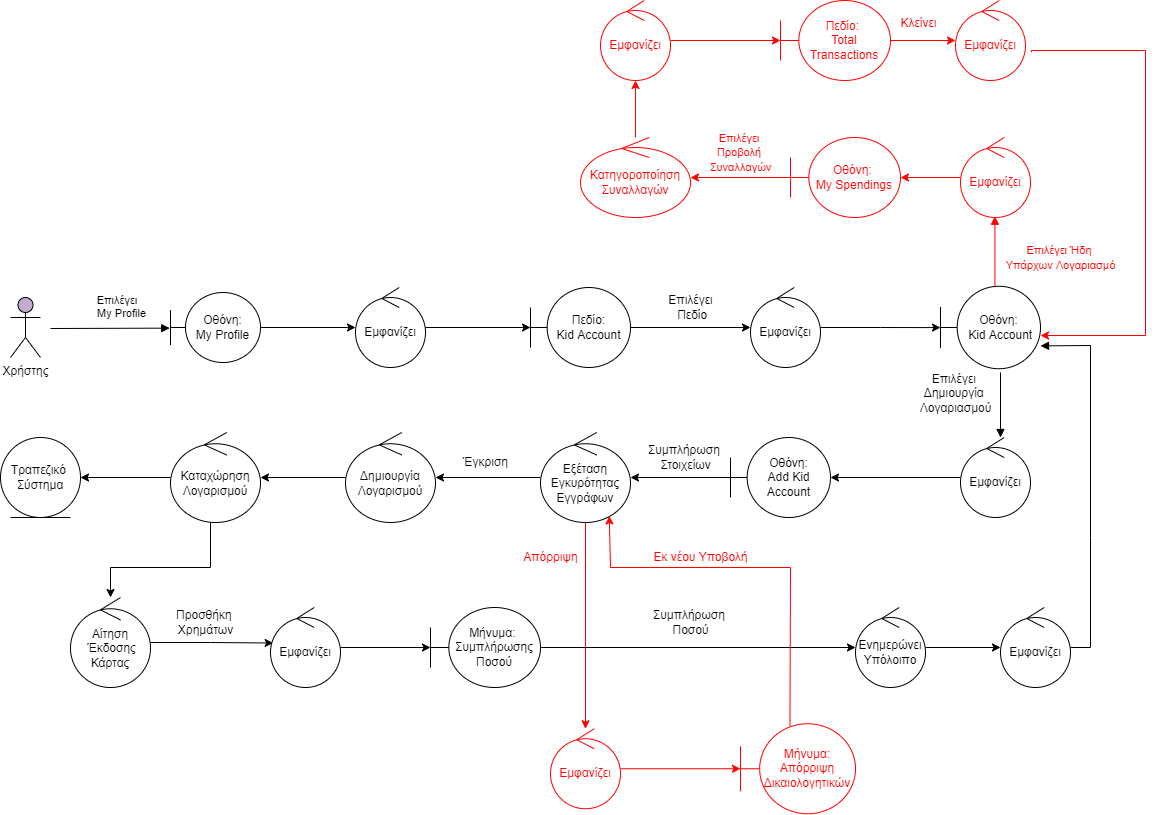 Εμφανίζει
Πεδίο:
Total
Transactions
Κλείνει
Εμφανίζει
Κατηγοροποίηση
Συναλλαγών
Επιλέγει
Προβολή
Συναλλαγών
Οθόνη:
My Spendings
Εμφανίζει
Επιλέγει Ήδη
Υπάρχων Λογαριασμό
Χρήστης
Επιλέγει
My Profile
Οθόνη:
My Profile
Εμφανίζει
Πεδίο:
Kid Account
Επιλέγει
Πεδίο
Εμφανίζει
Οθόνη:
Kid Account
Επιλέγει
Δημιουργία
Λογαριασμού
Τραπεζικό
Σύστημα
Καταχώρηση
Λογαρισμού
Δημιουργία
Λογαρισμού
Έγκριση
Εξέταση
Εγκυρότητας
Εγγράφων
Συμπλήρωση
Στοιχείων
Οθόνη:
Add Kid
Account
Εμφανίζει
Απόρριψη
Εκ νέου Υποβολή
Αίτηση
Έκδοσης
Κάρτας
Προσθήκη
Χρημάτων
Εμφανίζει
Μήνυμα:
Συμπλήρωσης
Ποσού
Συμπλήρωση
Ποσού
Ενημερώνει
Υπόλοιπο
Εμφανίζει
Εμφανίζει
Μήνυμα:
Απόρριψη
Δικαιολογητικών